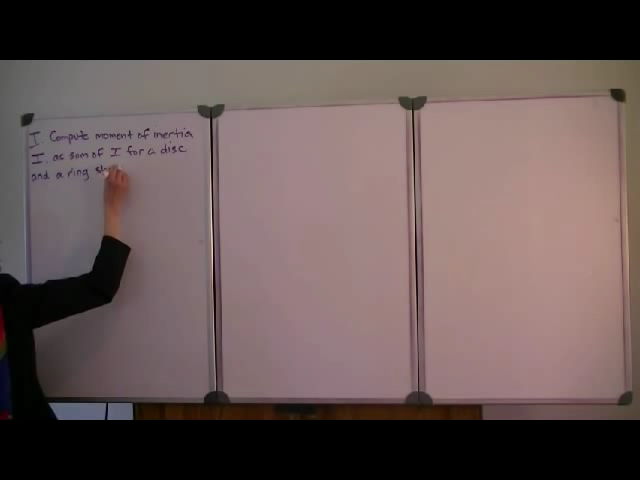 I. Compute moment of inertia
I. as sum of I for a disc
and a ring